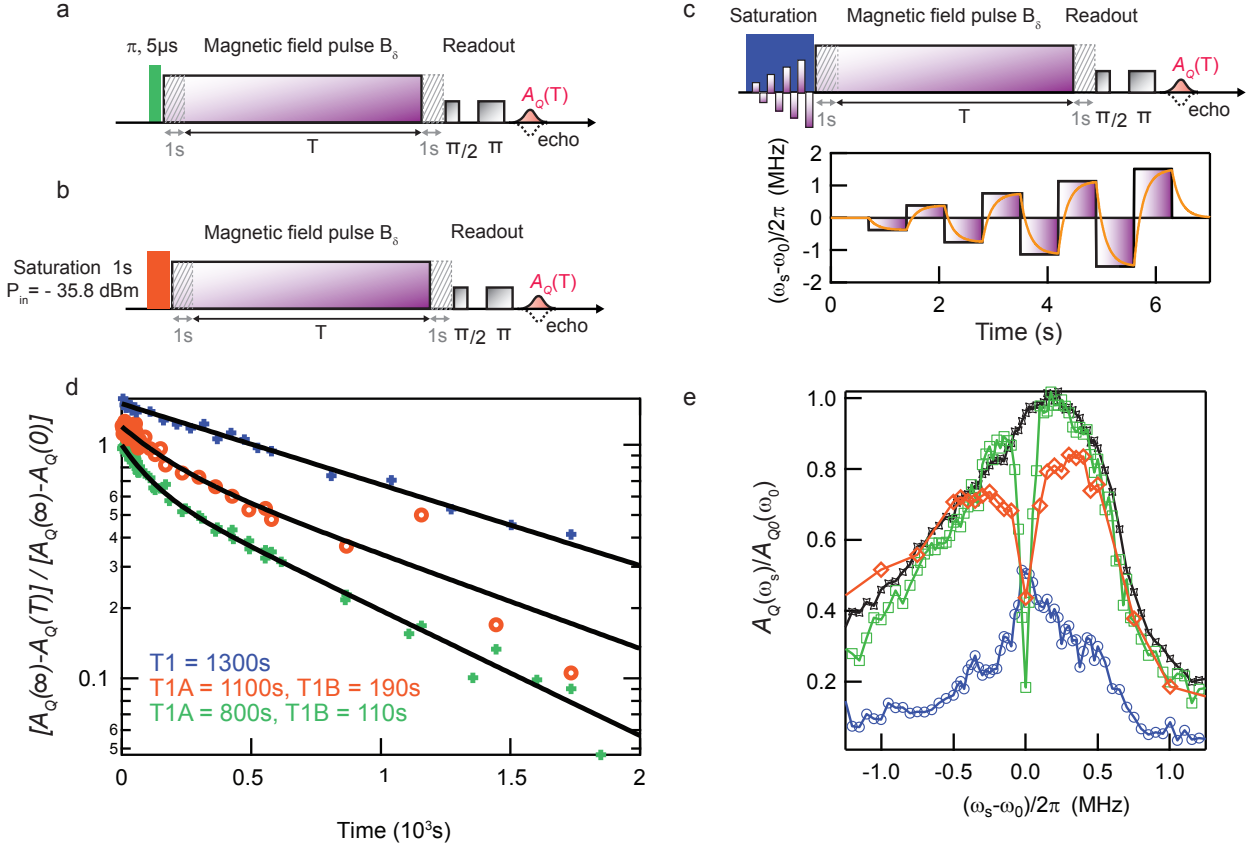 a
π, 5μs
Magnetic field pulse B_δ
Readout
A_Q(T)
1s
T
1s
π/2
π
echo
b
Saturation 1s
P_in= - 35.8 dBm
Magnetic field pulse B_δ
Readout
A_Q(T)
1s
T
1s
π/2
π
echo
c
Saturation
Magnetic field pulse B_δ
Readout
A_Q(T)
1s
T
1s
π/2
π
echo
(ω_s-ω_0)/2π (MHz)
2
1
0
-1
-2
0
2
4
6
Time (s)
d
[A_Q(∞)-A_Q(T)] / [A_Q(∞)-A_Q(0)]
1
8
6
5
4
3
2
0.1
8
7
6
5
T1 = 1300s
T1A = 1100s, T1B = 190s
T1A = 800s, T1B = 110s
0
0.5
1
1.5
2
Time (10³s)
e
A_Q(ω_s)/A_Q0(ω_0)
1.0
0.8
0.6
0.4
0.2
-1.0
-0.5
0.0
0.5
1.0
(ω_s-ω_0)/2π (MHz)